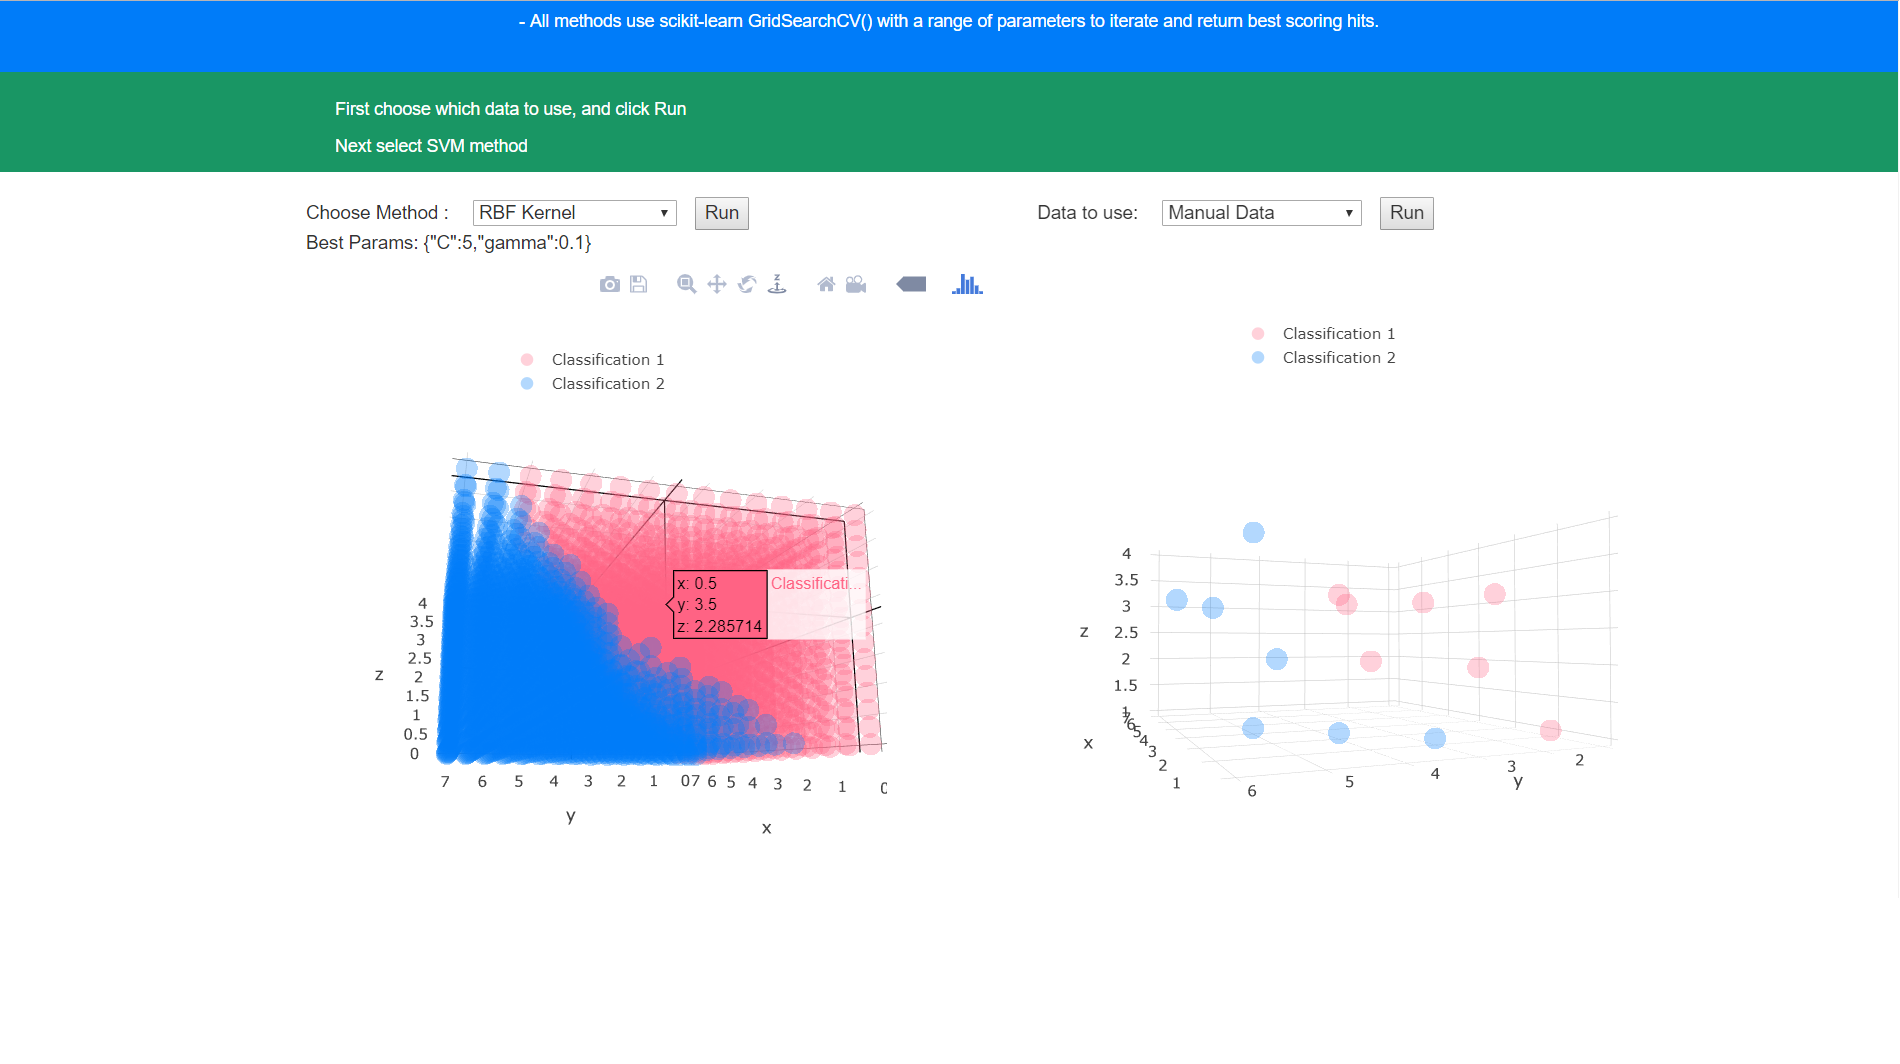 - All methods use scikit-learn GridSearchCV() with a range of parameters to iterate and return best scoring hits.
First choose which data to use, and click Run
Next select SVM method
Choose Method : RBF Kernel Run
Data to use: Manual Data Run
Best Params: {"C":5,"gamma":0.1}
z
Classification 1
Classification 2
x: 0.5
y: 3.5
z: 2.285714
Classificati...
4
3.5
3
2.5
2
1.5
1
0.5
0
z
7 6 5 4 3 2 1 0 7 6 5 4 3 2 1 0
y
x
Classification 1
Classification 2
4
3.5
3
2.5
2
1.5
1
z
7
6
5
4
3
2
1
x
6 5 4 3 2
y